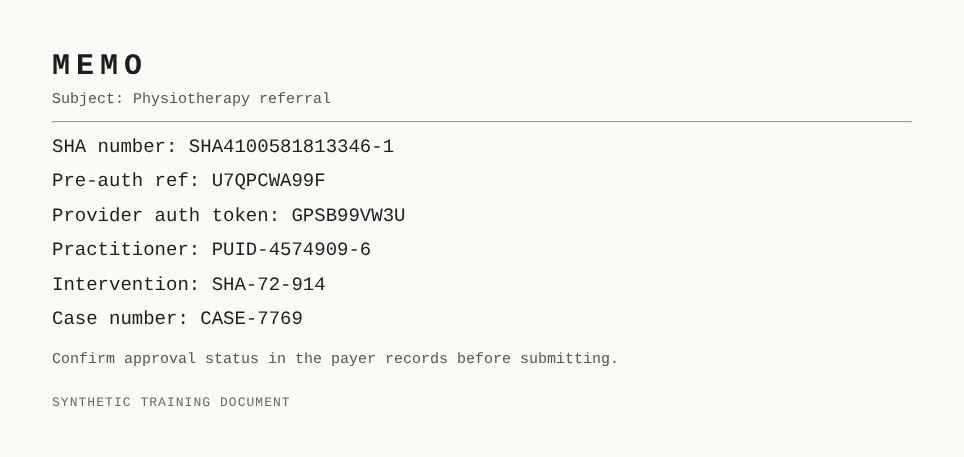 MEMO
Subject: Physiotherapy referral
SHA number: SHA4100581813346-1
Pre-auth ref: U7QPCWA99F
Provider auth token: GPSB99VW3U
Practitioner: PUID-4574909-6
Intervention: SHA-72-914
Case number: CASE-7769
Confirm approval status in the payer records before submitting.
SYNTHETIC TRAINING DOCUMENT